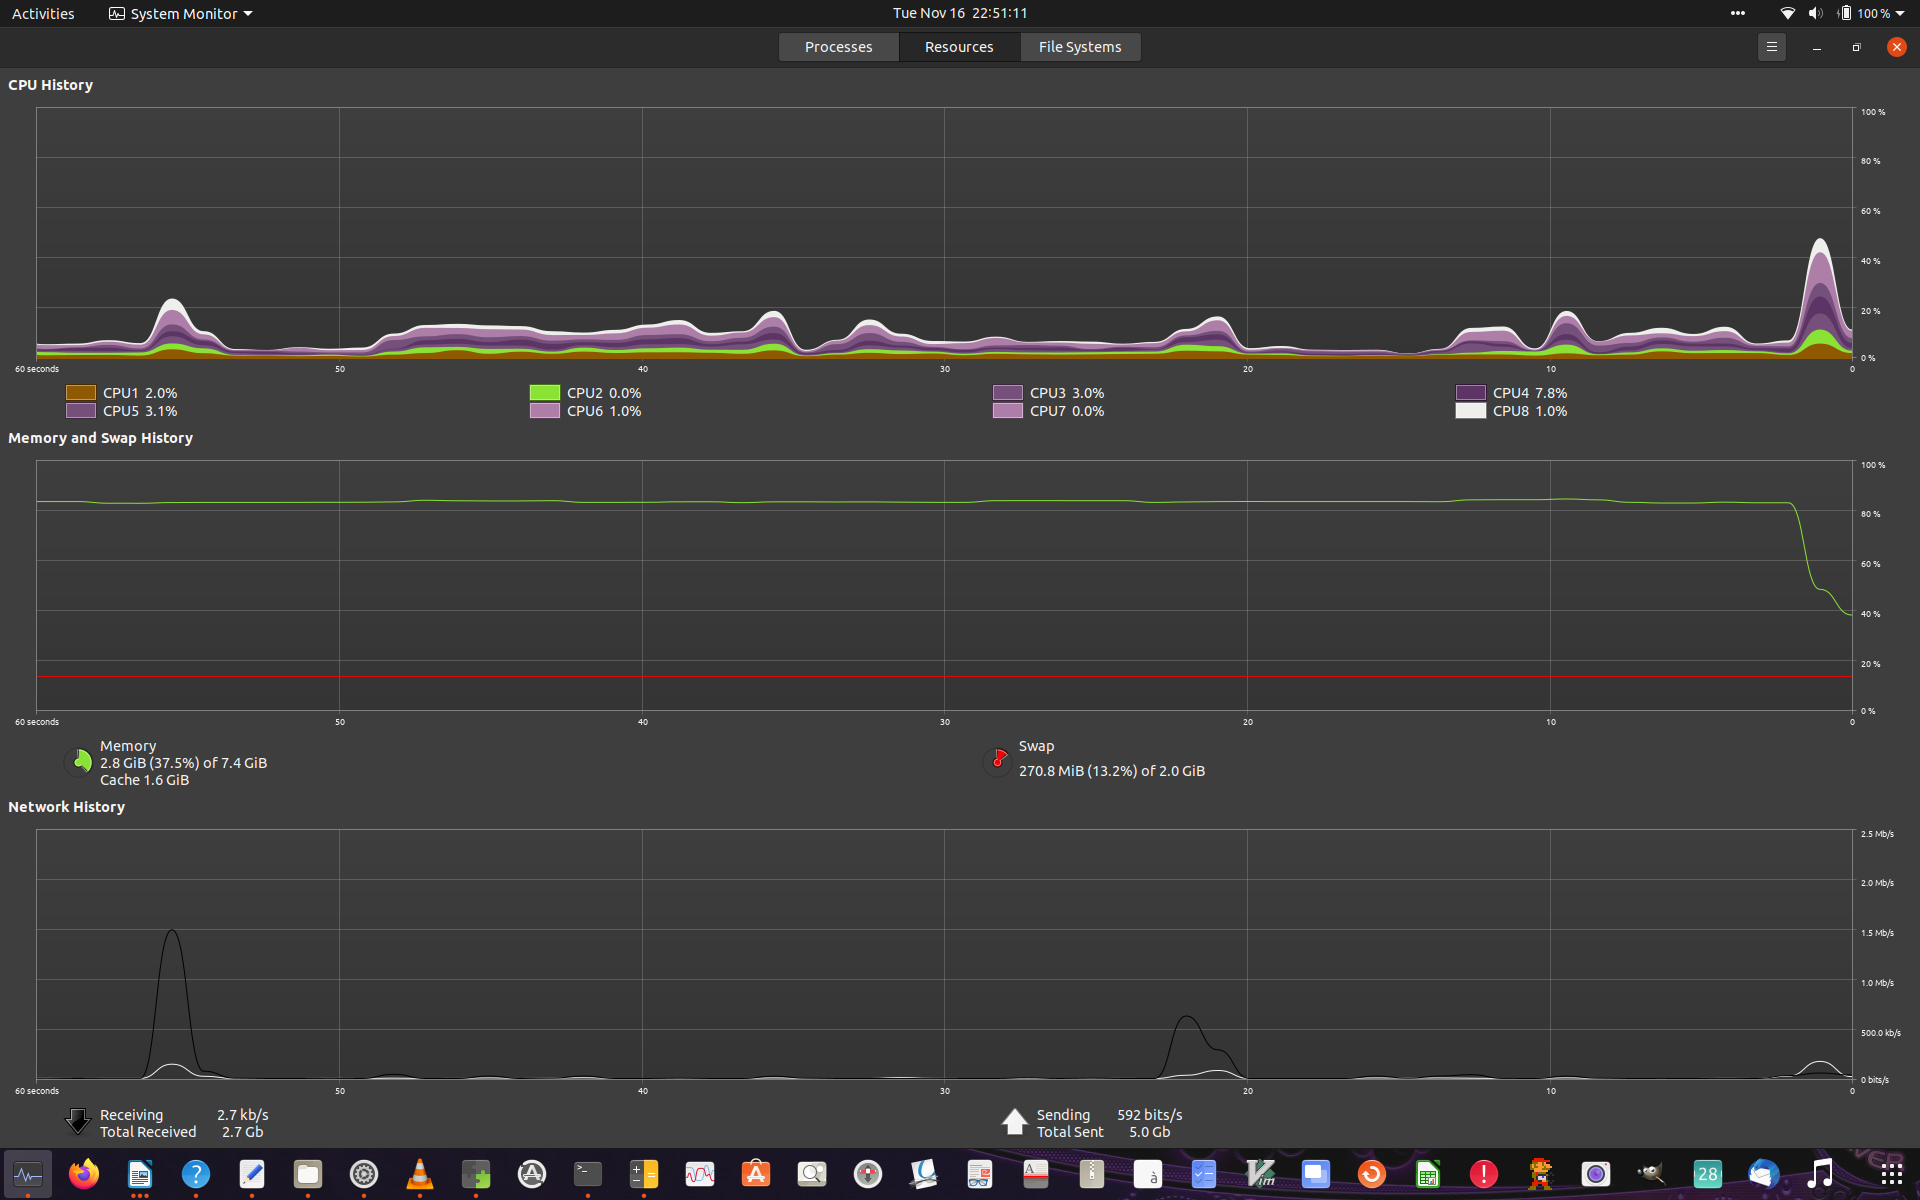 Activities
System Monitor
Tue Nov 16 22:51:11
100 %
Processes
Resources
File Systems
CPU History
100 %
80 %
60 %
40 %
20 %
0 %
60 seconds 50 40 30 20 10 0
CPU1 2.0% CPU2 0.0% CPU3 3.0% CPU4 7.8%
CPU5 3.1% CPU6 1.0% CPU7 0.0% CPU8 1.0%
Memory and Swap History
100 %
80 %
60 %
40 %
20 %
0 %
60 seconds 50 40 30 20 10 0
Memory
2.8 GiB (37.5%) of 7.4 GiB
Cache 1.6 GiB
Swap
270.8 MiB (13.2%) of 2.0 GiB
Network History
2.5 Mb/s
2.0 Mb/s
1.5 Mb/s
1.0 Mb/s
500.0 kb/s
0 bits/s
60 seconds 50 40 30 20 10 0
Receiving 2.7 kb/s
Total Received 2.7 Gb
Sending 592 bits/s
Total Sent 5.0 Gb
?
>_
A
à
Vim
!
28
VER